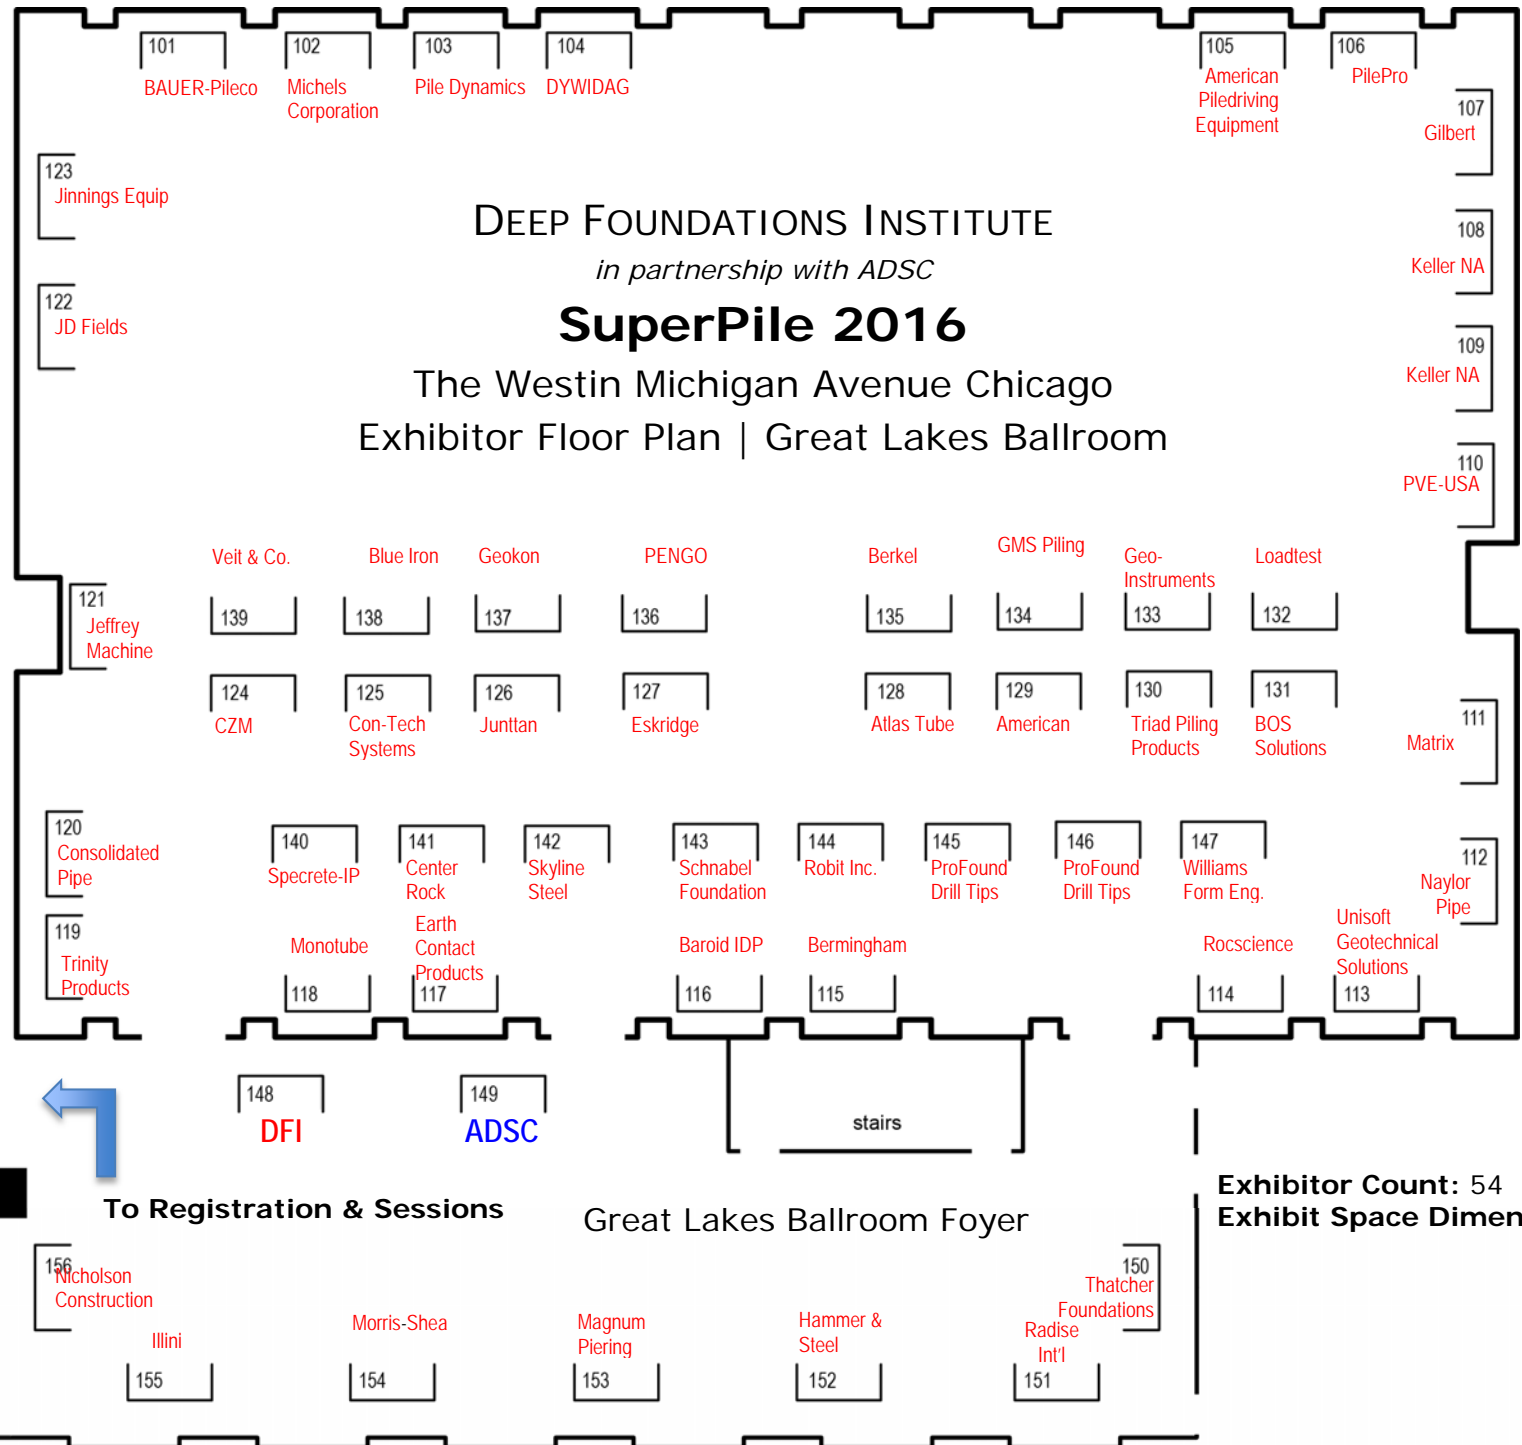 101
102
103
104
105
106
BAUER-Pileco
Michels
Corporation
Pile Dynamics
DYWIDAG
American
Piledriving
Equipment
PilePro
107
Gilbert
123
Jinnings Equip
DEEP FOUNDATIONS INSTITUTE
in partnership with ADSC
SuperPile 2016
The Westin Michigan Avenue Chicago
Exhibitor Floor Plan | Great Lakes Ballroom
108
Keller NA
122
JD Fields
109
Keller NA
110
PVE-USA
Veit & Co.
Blue Iron
Geokon
PENGO
Berkel
GMS Piling
Geo-
Instruments
Loadtest
121
Jeffrey
Machine
139
138
137
136
135
134
133
132
124
125
126
127
128
129
130
131
CZM
Con-Tech
Systems
Junttan
Eskridge
Atlas Tube
American
Triad Piling
Products
BOS
Solutions
111
Matrix
120
Consolidated
Pipe
140
Specrete-IP
141
Center
Rock
142
Skyline
Steel
143
Schnabel
Foundation
144
Robit Inc.
145
ProFound
Drill Tips
146
ProFound
Drill Tips
147
Williams
Form Eng.
112
Naylor
Pipe
119
Trinity
Products
Monotube
118
Earth
Contact
Products
117
Baroid IDP
116
Bermingham
115
Rocscience
114
Unisoft
Geotechnical
Solutions
113
148
DFI
149
ADSC
stairs
To Registration & Sessions
Great Lakes Ballroom Foyer
Exhibitor Count: 54
Exhibit Space Dimen
156
Nicholson
Construction
150
Thatcher
Foundations
Illini
155
Morris-Shea
154
Magnum
Piering
153
Hammer &
Steel
152
Radise
Int'l
151